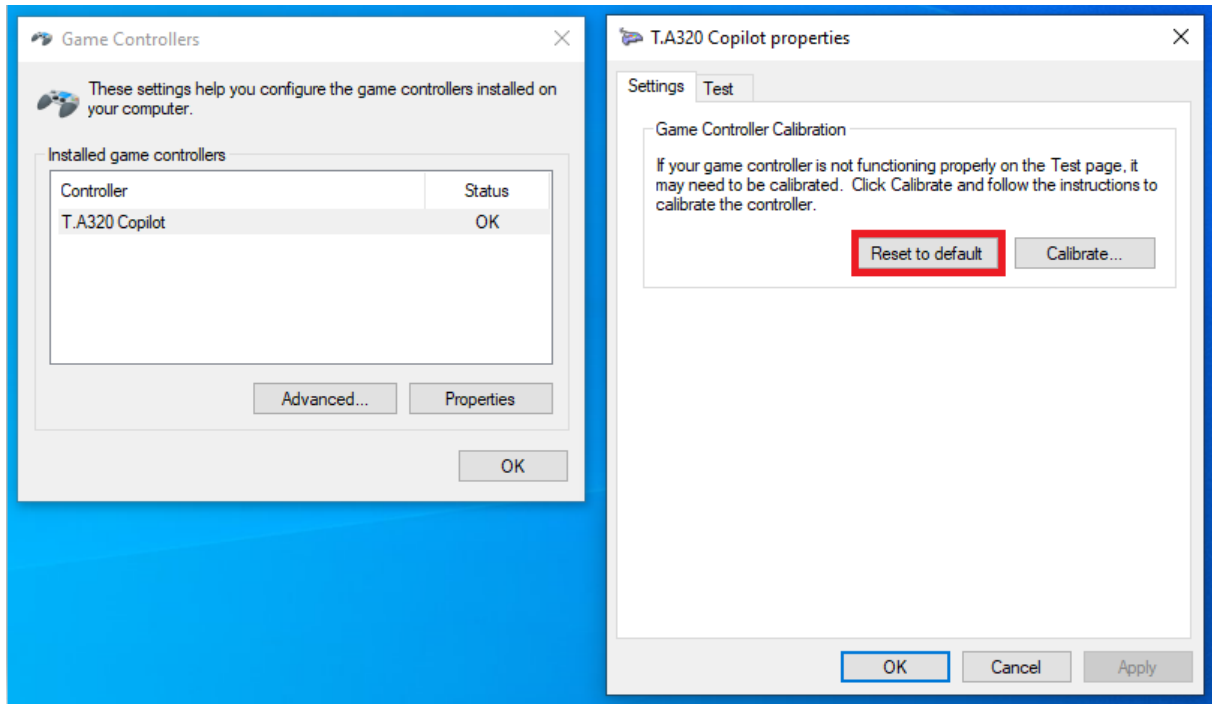 Game Controllers
These settings help you configure the game controllers installed on
your computer.
Installed game controllers
Controller Status
T.A320 Copilot OK
Advanced... Properties
OK
T.A320 Copilot properties
Settings Test
Game Controller Calibration
If your game controller is not functioning properly on the Test page, it
may need to be calibrated.  Click Calibrate and follow the instructions to
calibrate the controller.
Reset to default Calibrate...
OK Cancel Apply